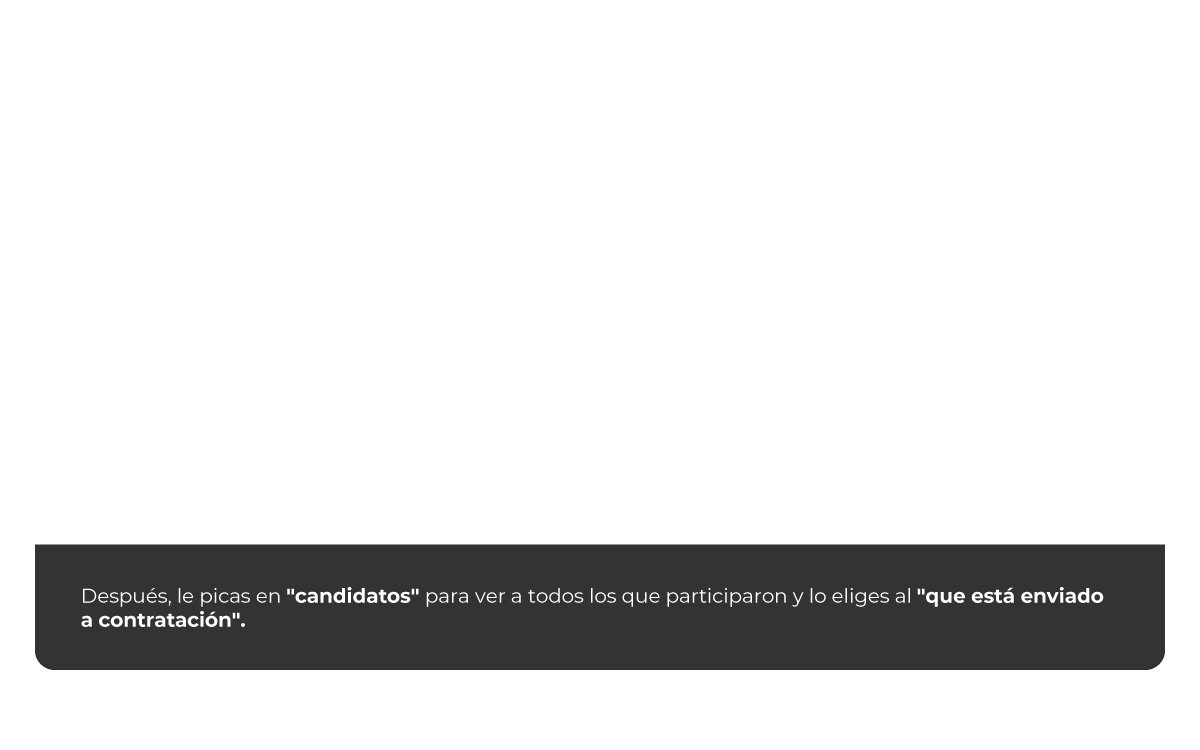 Después, le picas en "candidatos" para ver a todos los que participaron y lo eliges al "que está enviado
a contratación".